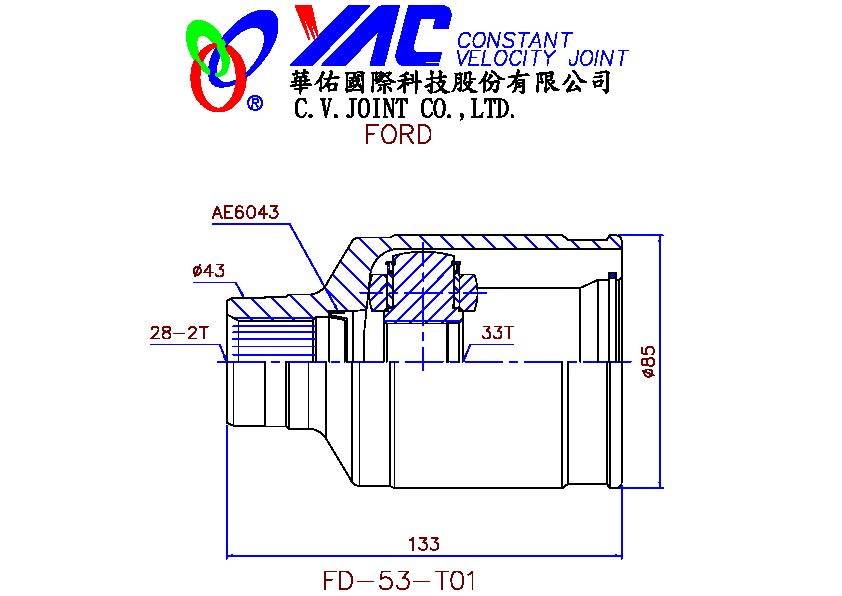 YAC CONSTANT
VELOCITY JOINT
®
華佑國際科技股份有限公司
C.V.JOINT CO.,LTD.
FORD
AE6043
ø43
28-2T
33T
ø85
133
FD-53-T01